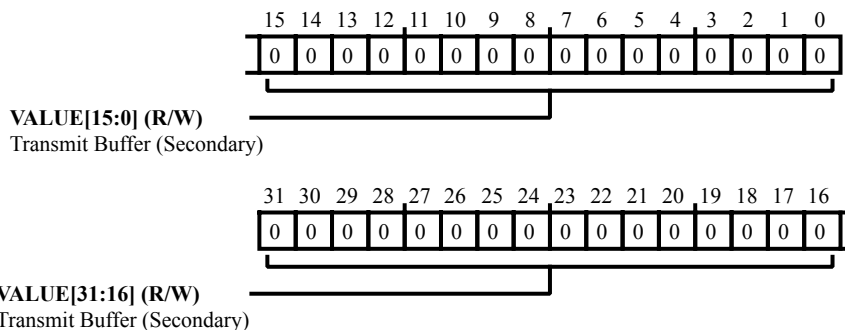 15 14 13 12 11 10 9 8 7 6 5 4 3 2 1 0
0 0 0 0 0 0 0 0 0 0 0 0 0 0 0 0
VALUE[15:0] (R/W)
Transmit Buffer (Secondary)
31 30 29 28 27 26 25 24 23 22 21 20 19 18 17 16
0 0 0 0 0 0 0 0 0 0 0 0 0 0 0 0
VALUE[31:16] (R/W)
Transmit Buffer (Secondary)